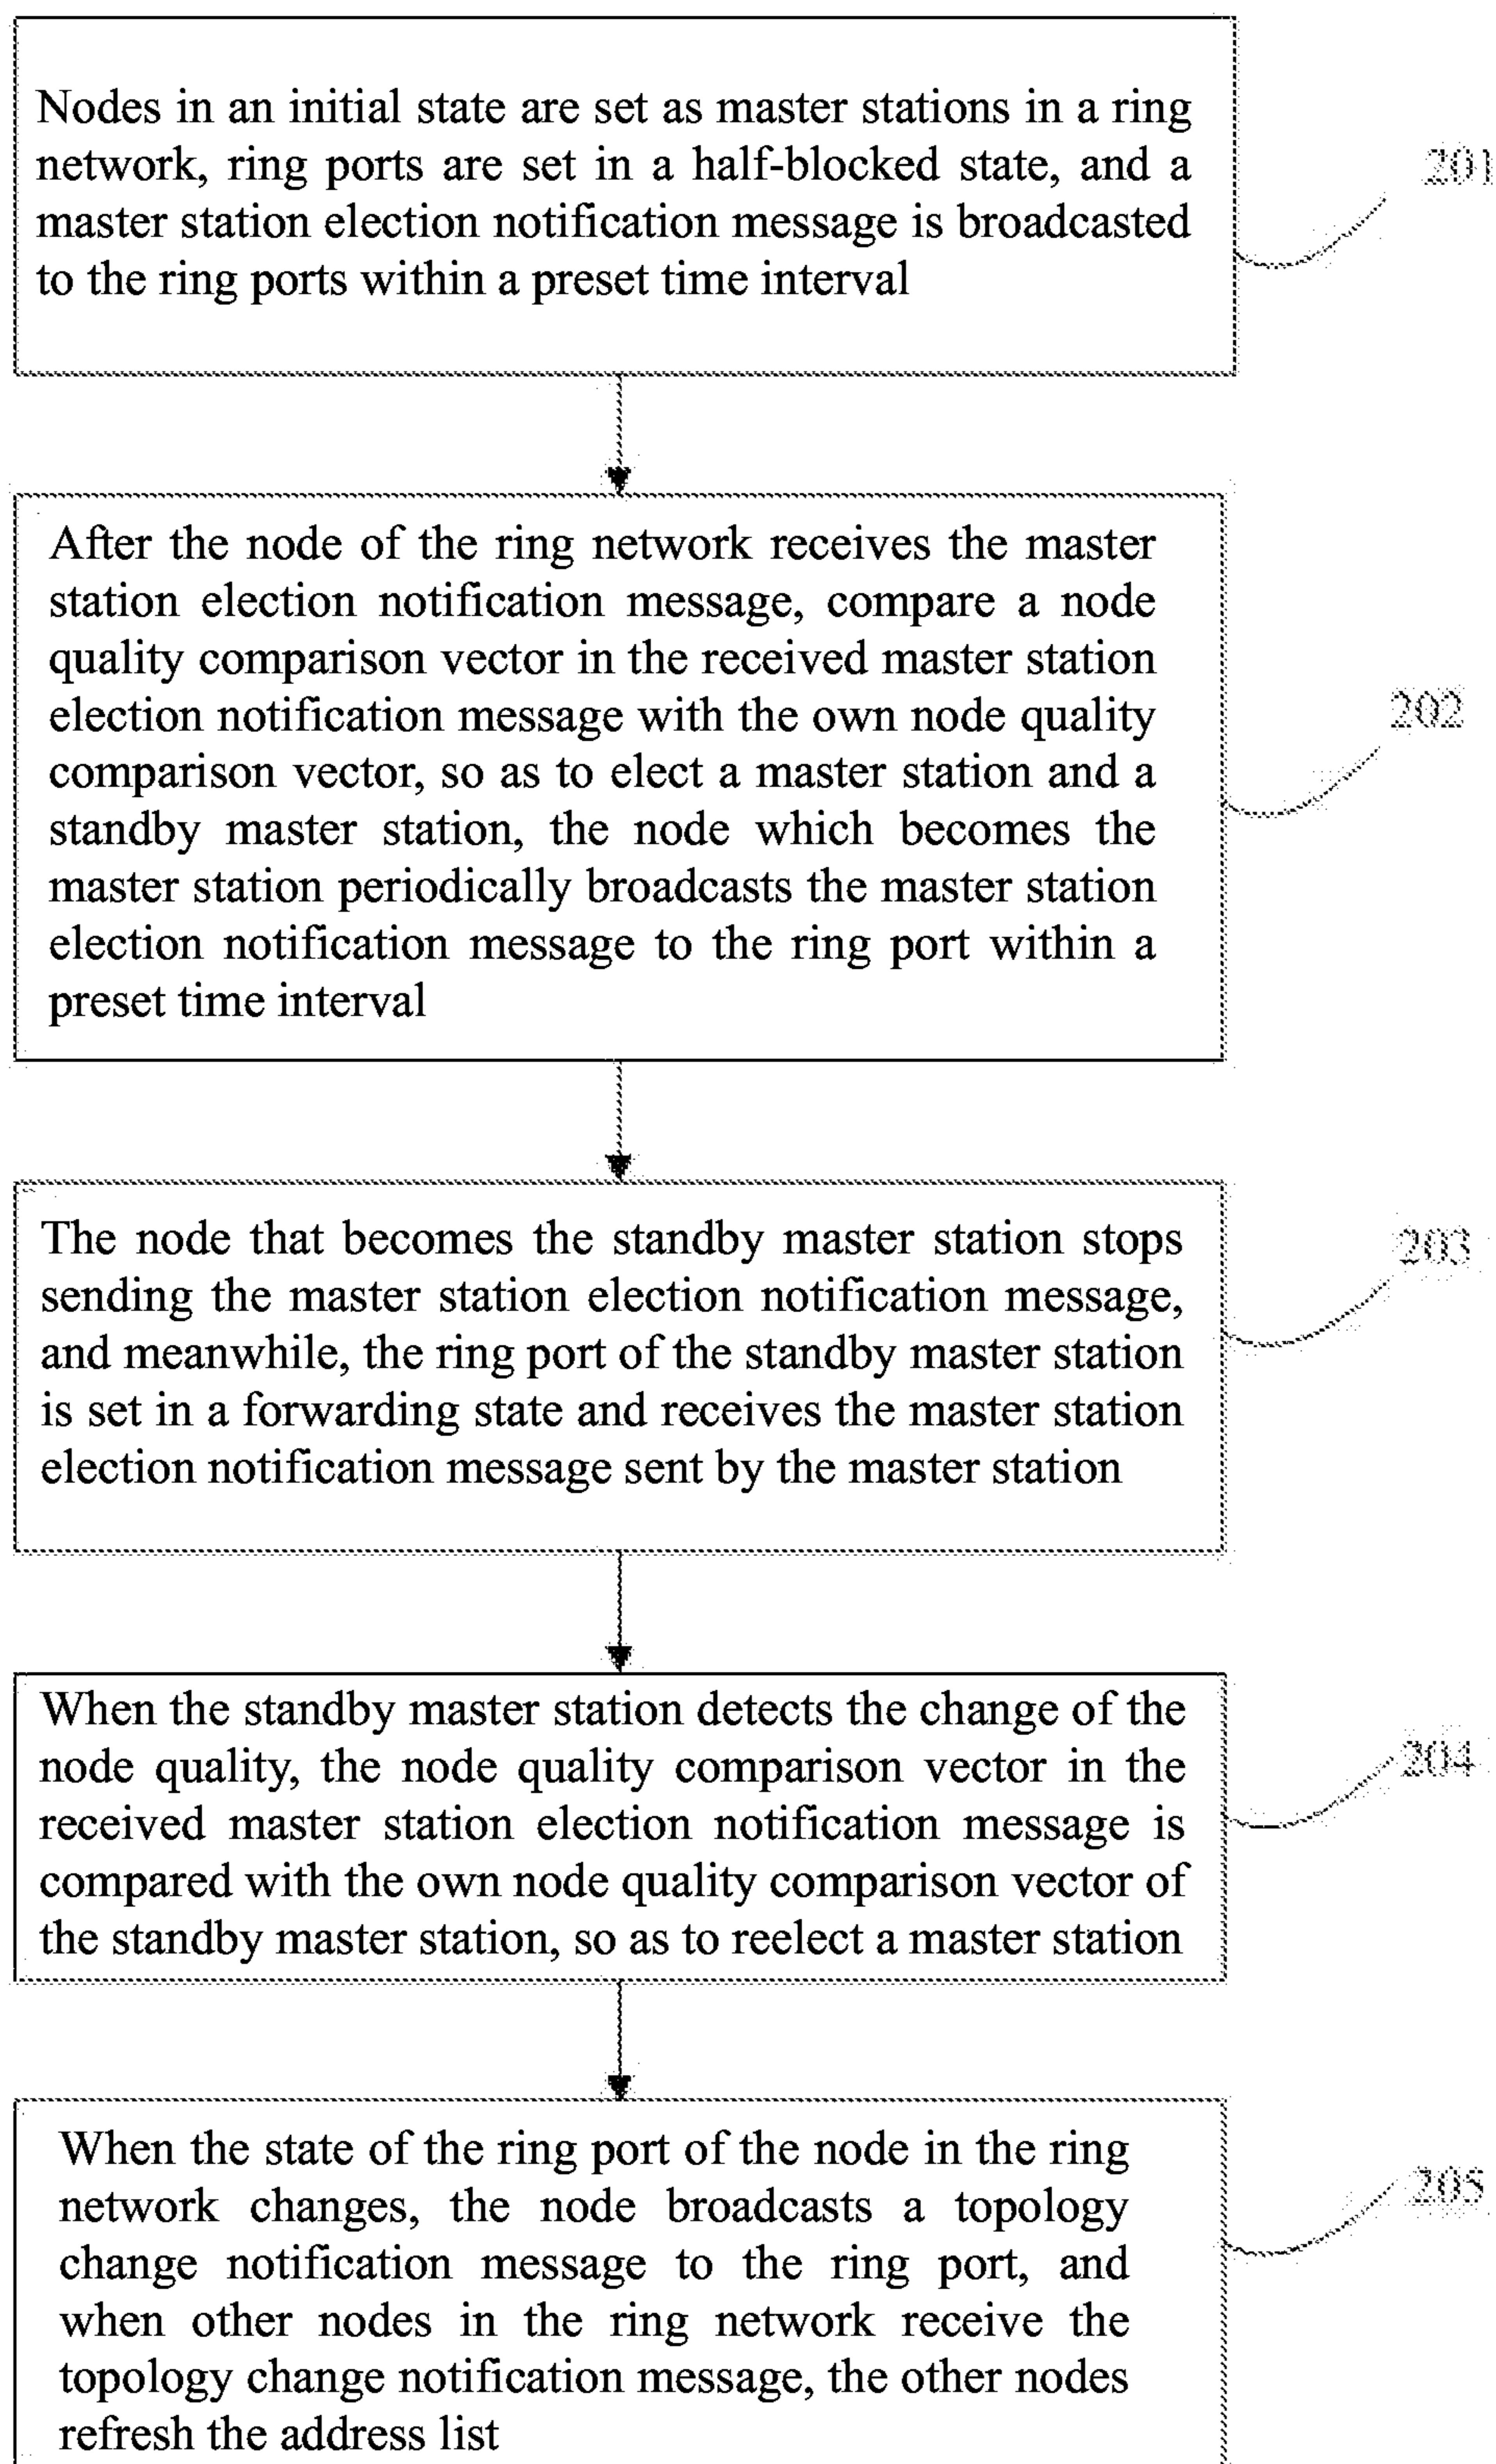 Nodes in an initial state are set as master stations in a ring
network, ring ports are set in a half-blocked state, and a
master station election notification message is broadcasted
to the ring ports within a preset time interval
201
After the node of the ring network receives the master
station election notification message, compare a node
quality comparison vector in the received master station
election notification message with the own node quality
comparison vector, so as to elect a master station and a
standby master station, the node which becomes the
master station periodically broadcasts the master station
election notification message to the ring port within a
preset time interval
202
The node that becomes the standby master station stops
sending the master station election notification message,
and meanwhile, the ring port of the standby master station
is set in a forwarding state and receives the master station
election notification message sent by the master station
203
When the standby master station detects the change of the
node quality, the node quality comparison vector in the
received master station election notification message is
compared with the own node quality comparison vector of
the standby master station, so as to reelect a master station
204
When the state of the ring port of the node in the ring
network changes, the node broadcasts a topology
change notification message to the ring port, and
when other nodes in the ring network receive the
topology change notification message, the other nodes
refresh the address list
205